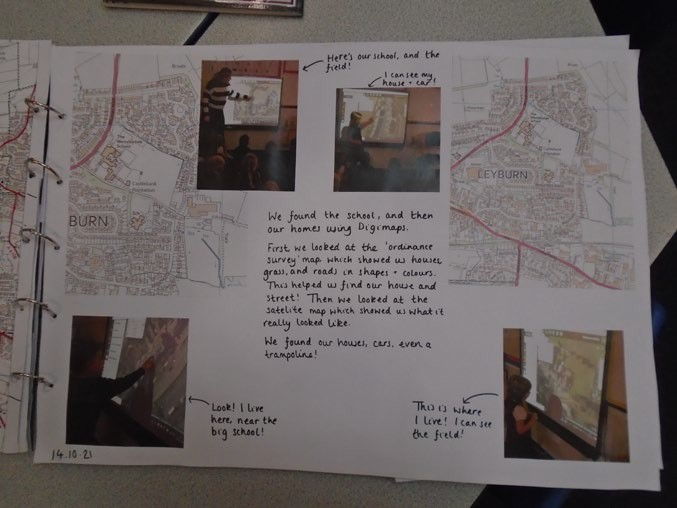 Here's our school, and the
field!
I can see my
house + car!
BURN
LEYBURN
We found the school, and then
our homes using Digimaps.
First, we looked at the 'ordinance
survey' map which showed us houses,
grass, and roads in shapes + colours.
This helped us find our house and
street! Then we looked at the
satelite map which showed us what it
really looked like.
We found our houses, cars, even a
trampoline!
Look! I live
here, near the
big school!
This is where
I live! I can see
the field!
14.10.21